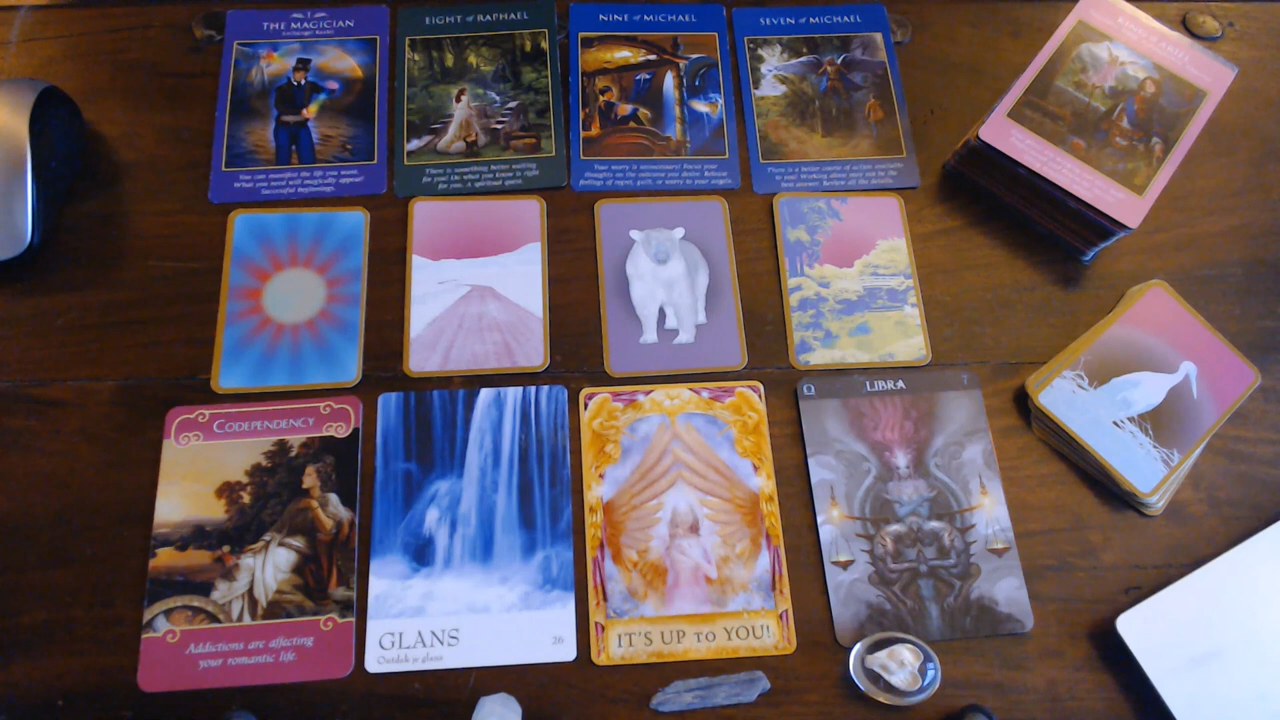 I
THE MAGICIAN
Archangel Raziel
You can manifest the life you want.
What you need will magically appear!
Successful beginnings.
EIGHT of RAPHAEL
There is something better waiting
for you! Do what you know is right
for you. A spiritual quest.
NINE of MICHAEL
Your worry is unnecessary! Focus your
thoughts on the outcome you desire. Release
feelings of regret, guilt, or worry to your angels.
SEVEN of MICHAEL
There is a better course of action available
to you! Working alone may not be the
best answer. Review all the details.
CODEPENDENCY
Addictions are affecting
your romantic life.
GLANS
26
Ontdek je glans
IT'S UP TO YOU!
LIBRA